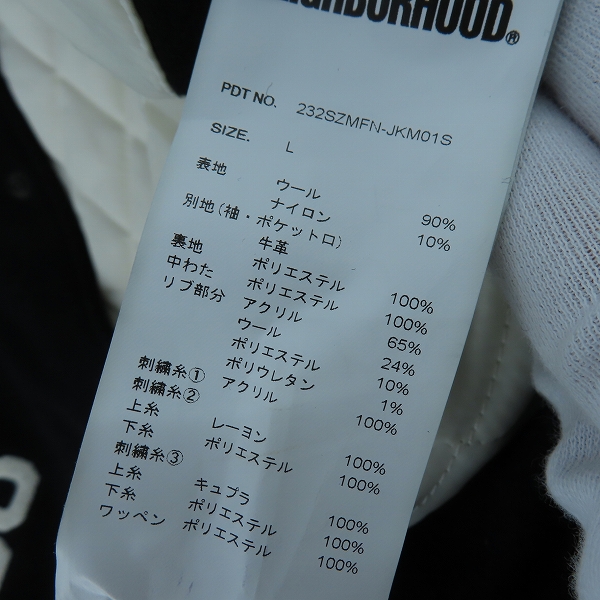 IGHBORHOOD®
PDT NO. 232SZMFN-JKM01S
SIZE. L
表地 ウール 90%
ナイロン 10%
別地(袖・ポケット口) 牛革
裏地 ポリエステル 100%
中わた ポリエステル 100%
リブ部分 アクリル 65%
ウール 24%
ポリエステル 10%
ポリウレタン 1%
刺繍糸① アクリル 100%
刺繍糸②
上糸 レーヨン 100%
下糸 ポリエステル 100%
刺繍糸③
上糸 キュプラ 100%
下糸 ポリエステル 100%
ワッペン ポリエステル 100%